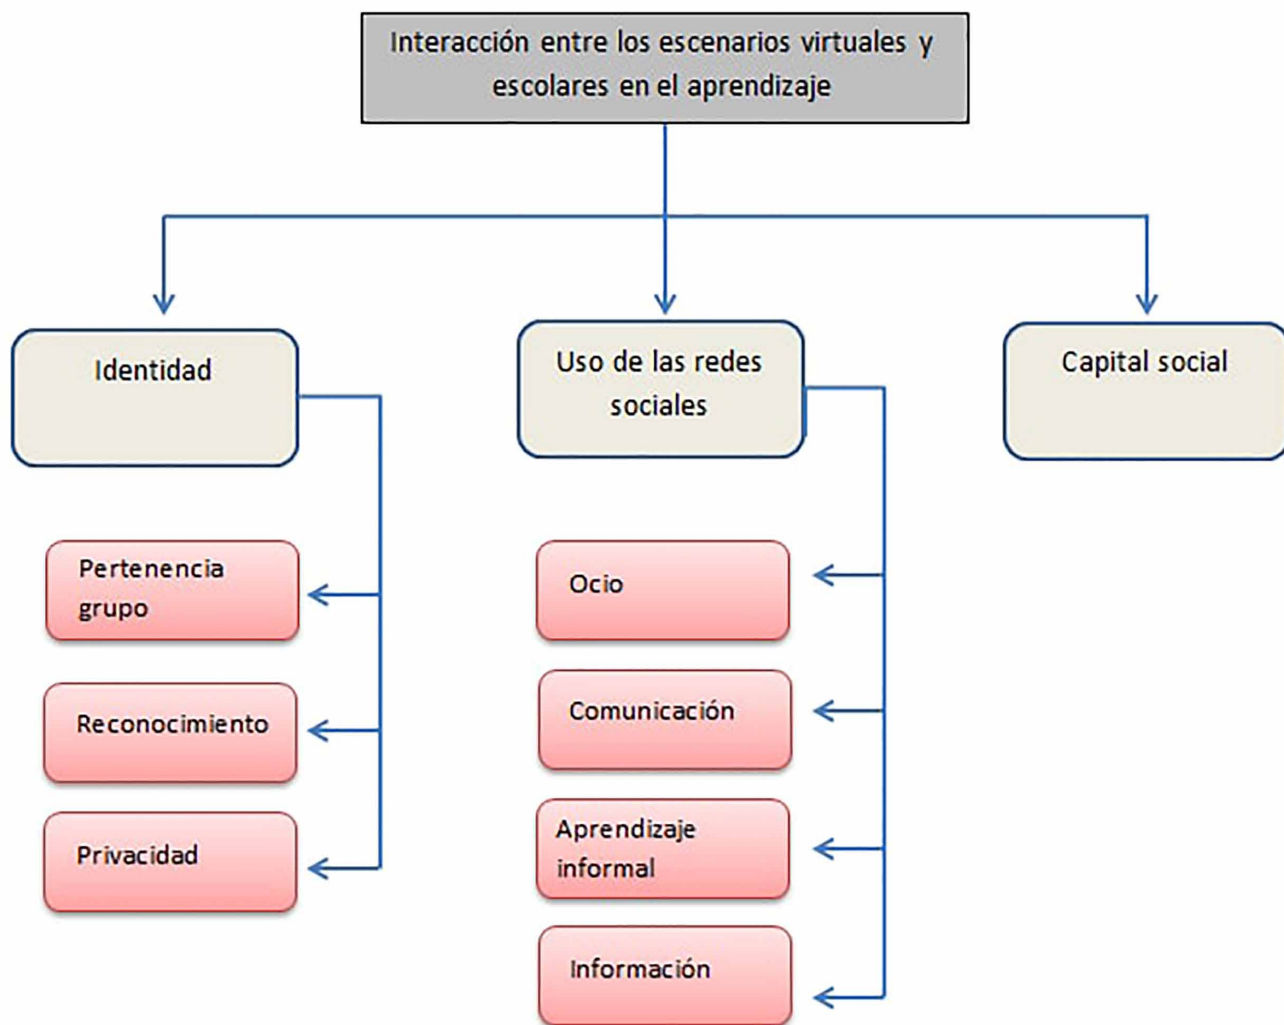 Interacción entre los escenarios virtuales y
escolares en el aprendizaje
Identidad
Uso de las redes
sociales
Capital social
Pertenencia
grupo
Reconocimiento
Privacidad
Ocio
Comunicación
Aprendizaje
informal
Información